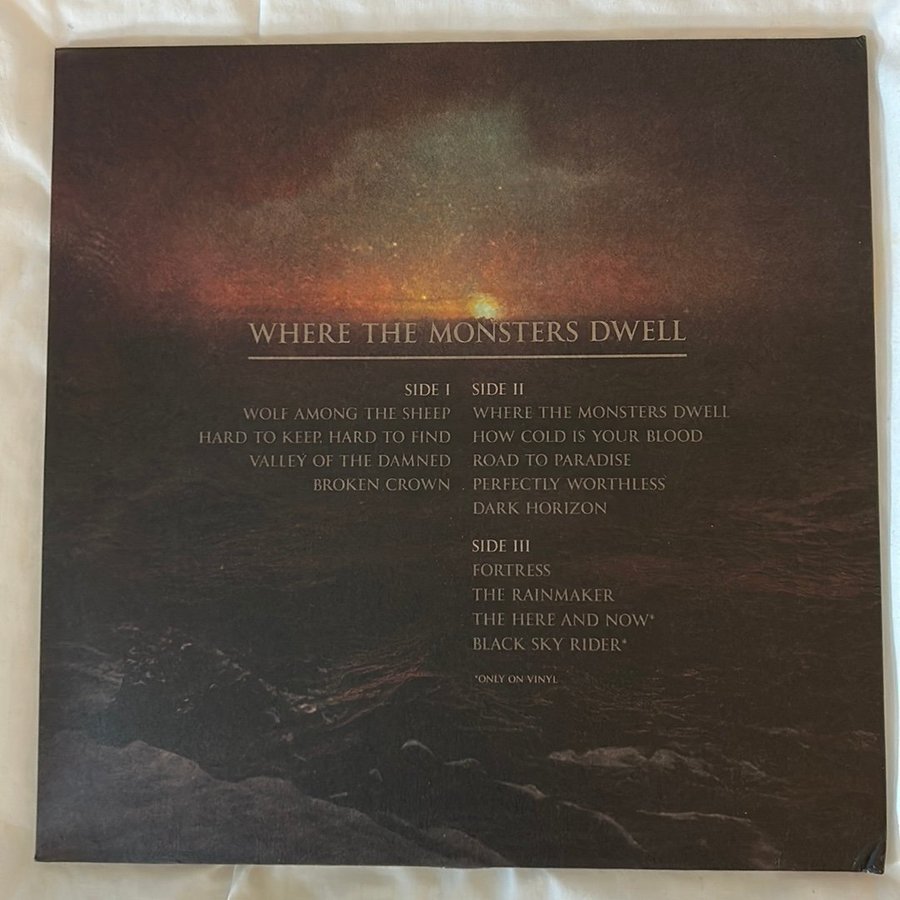 WHERE THE MONSTERS DWELL
SIDE I
WOLF AMONG THE SHEEP
HARD TO KEEP, HARD TO FIND
VALLEY OF THE DAMNED
BROKEN CROWN
SIDE II
WHERE THE MONSTERS DWELL
HOW COLD IS YOUR BLOOD
ROAD TO PARADISE
PERFECTLY WORTHLESS
DARK HORIZON
SIDE III
FORTRESS
THE RAINMAKER
THE HERE AND NOW*
BLACK SKY RIDER*
*ONLY ON VINYL